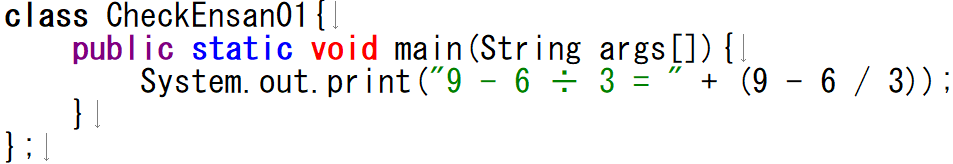 class CheckEnsan01{↓
    public static void main(String args[]){↓
        System.out.print("9 - 6 ÷ 3 = " + (9 - 6 / 3));
    }↓
};↓